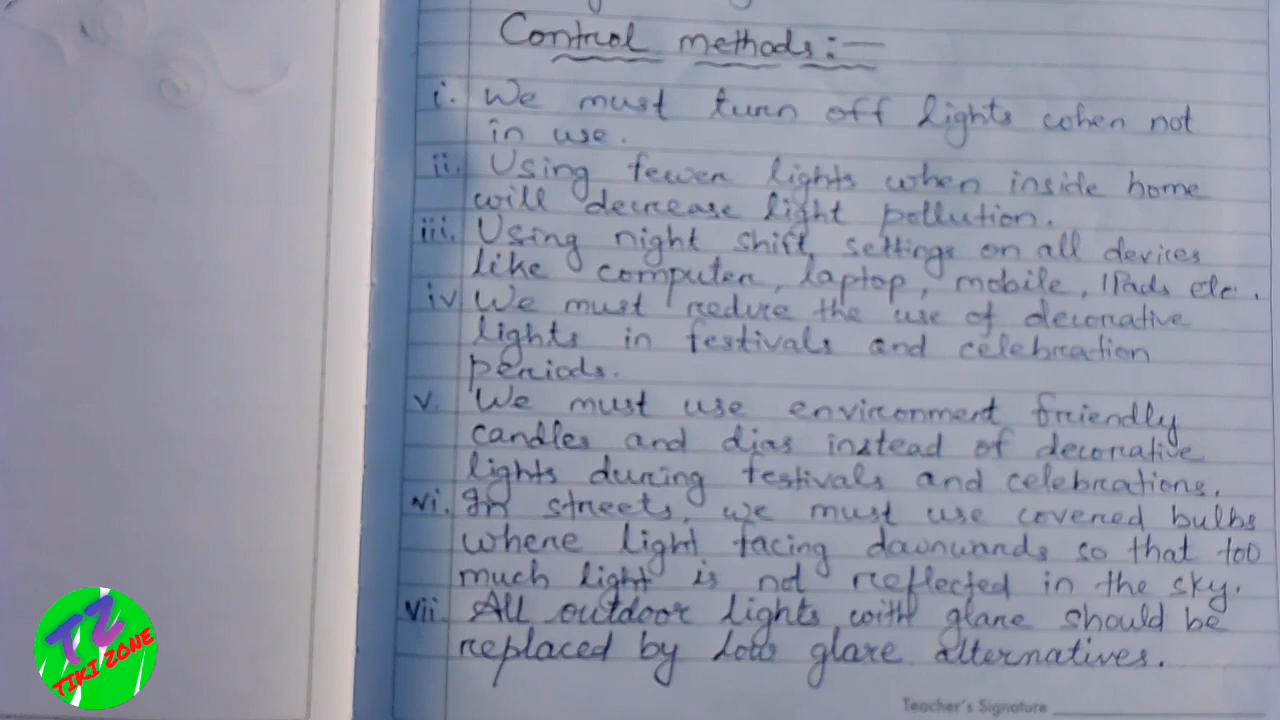 Control methods:—
i. We must turn off lights when not
in use.
ii. Using fewer lights when inside home
will decrease light pollution.
iii. Using night shift settings on all devices
like computer, laptop, mobile, IPads etc.
iv. We must reduce the use of decorative
lights in festivals and celebration
periods.
v. We must use environment friendly
candles and dias instead of decorative
lights during festivals and celebrations.
vi. In streets, we must use covered bulbs
where light facing downwards so that too
much light is not reflected in the sky.
vii. All outdoor lights with glare should be
replaced by low glare alternatives.
Teacher's Signature
TZ
TIKI ZONE